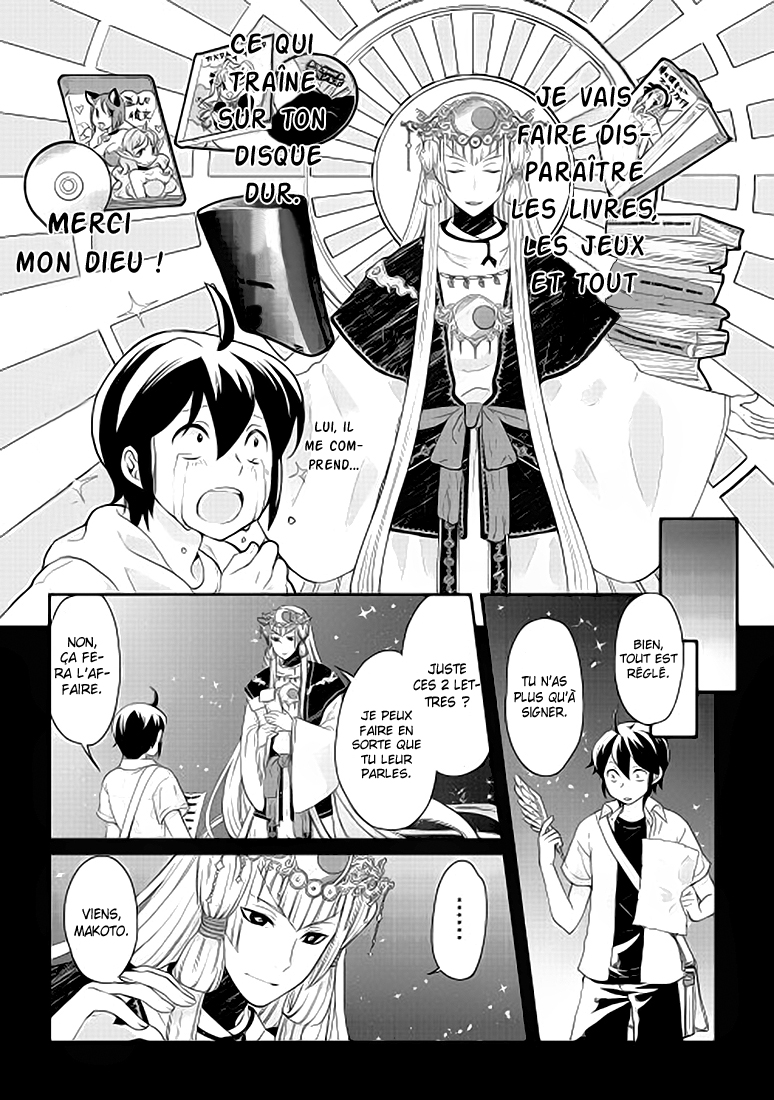 JE VAIS
FAIRE DIS-
PARAÎTRE
LES LIVRES,
LES JEUX
ET TOUT
CE QUI
TRAÎNE
SUR TON
DISQUE
DUR.
MERCI
MON DIEU !
LUI, IL
ME COM-
PREND...
BIEN,
TOUT EST
RÉGLÉ.
TU N'AS
PLUS QU'À
SIGNER.
JUSTE
CES 2 LET-
TRES ?
JE PEUX
FAIRE EN
SORTE QUE
TU LEUR
PARLES.
NON,
ÇA FE-
RA L'AF-
FAIRE.
......
VIENS,
MAKOTO.